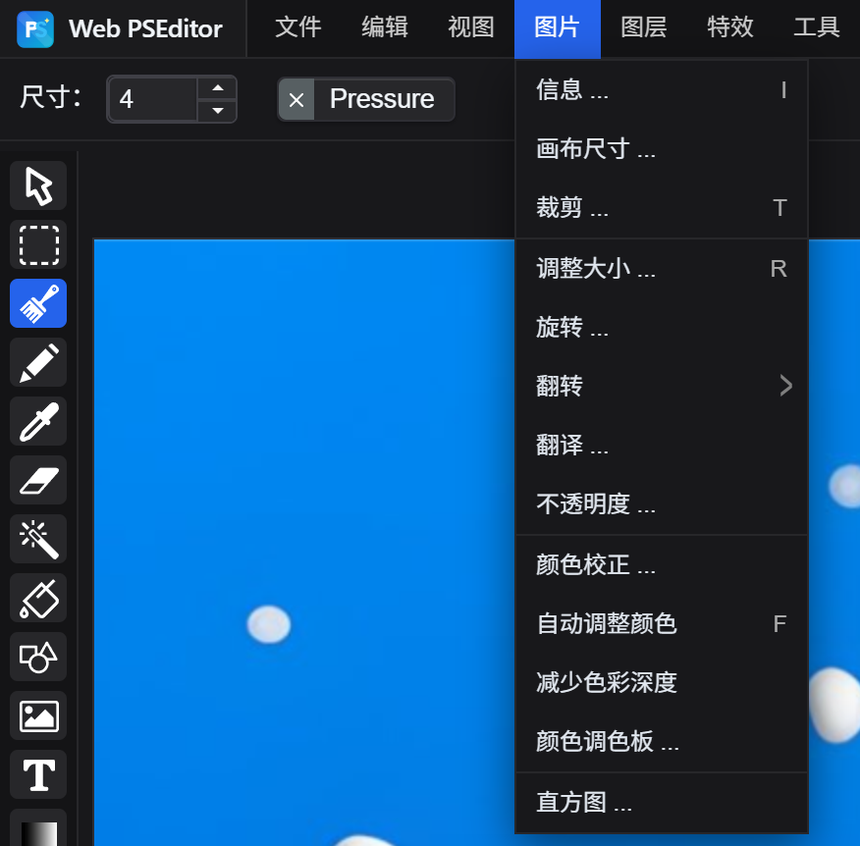 Web PSEditor 文件 编辑 视图 图片 图层 特效 工具
尺寸： 4 × Pressure
信息 ... I
画布尺寸 ...
裁剪 ... T
调整大小 ... R
旋转 ...
翻转
翻译 ...
不透明度 ...
颜色校正 ...
自动调整颜色 F
减少色彩深度
颜色调色板 ...
直方图 ...